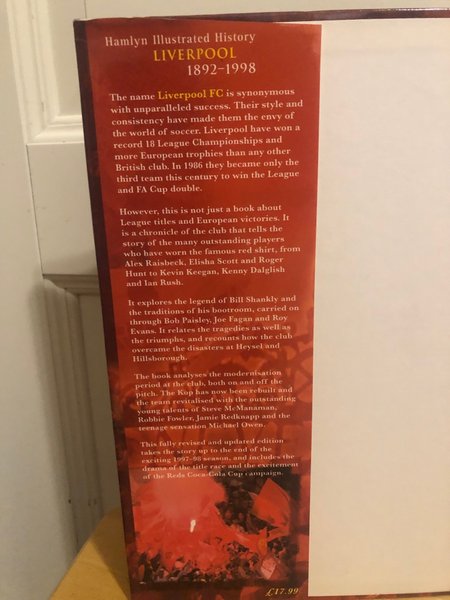 Hamlyn Illustrated History
LIVERPOOL
1892–1998
The name Liverpool FC is synonymous
with unparalleled success. Their style and
consistency have made them the envy of
the world of soccer. Liverpool have won a
record 18 League Championships and
more European trophies than any other
British club. In 1986 they became only the
third team this century to win the League
and FA Cup double.
However, this is not just a book about
League titles and European victories. It
is a chronicle of the club that tells the
story of the many outstanding players
who have worn the famous red shirt, from
Alex Raisbeck, Elisha Scott and Roger
Hunt to Kevin Keegan, Kenny Dalglish
and Ian Rush.
It explores the legend of Bill Shankly and
the traditions of his bootroom, carried on
through Bob Paisley, Joe Fagan and Roy
Evans. It relates the tragedies as well as
the triumphs, and recounts how the club
overcame the disasters at Heysel and
Hillsborough.
The book analyses the modernisation
period at the club, both on and off the
pitch. The Kop has now been rebuilt and
the team revitalised with the outstanding
young talents of Steve McManaman,
Robbie Fowler, Jamie Redknapp and the
teenage sensation Michael Owen.
This fully revised and updated edition
takes the story up to the end of the
exciting 1997–98 season, and includes the
drama of the title race and the excitement
of the Reds Coca-Cola Cup campaign.
£17.99